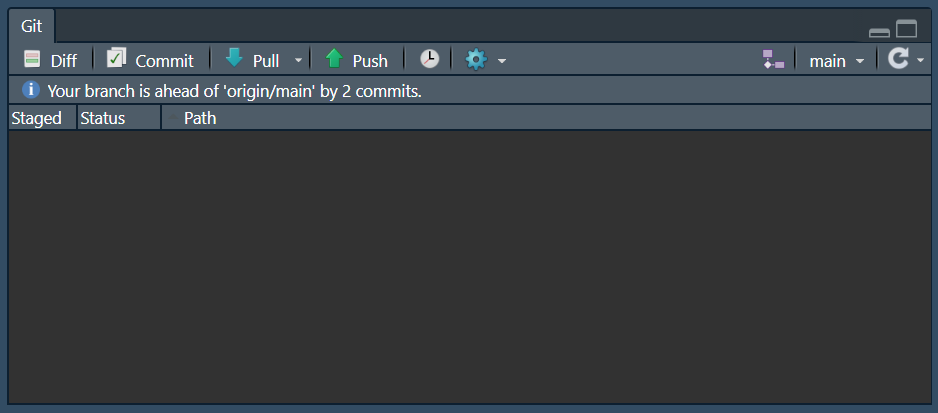 Git
Diff Commit Pull Push main
Your branch is ahead of 'origin/main' by 2 commits.
Staged Status Path